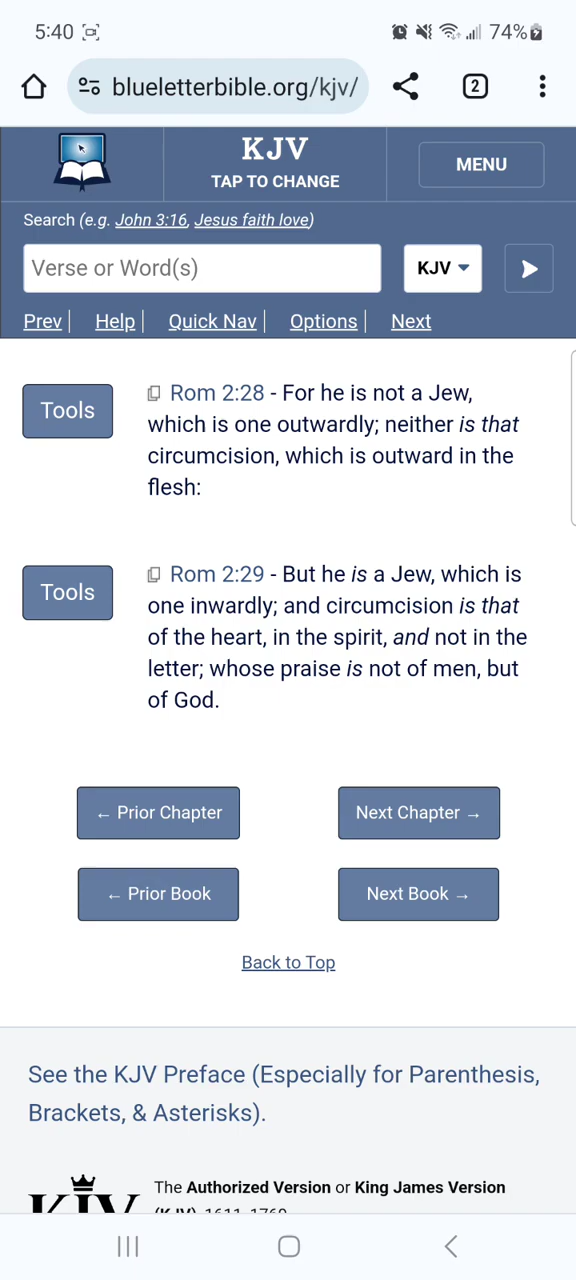 5:40 74%
blueletterbible.org/kjv/ 2
KJV
TAP TO CHANGE
MENU
Search (e.g. John 3:16, Jesus faith love)
Verse or Word(s) KJV
Prev | Help | Quick Nav | Options | Next
Tools
Rom 2:28 - For he is not a Jew,
which is one outwardly; neither is that
circumcision, which is outward in the
flesh:
Tools
Rom 2:29 - But he is a Jew, which is
one inwardly; and circumcision is that
of the heart, in the spirit, and not in the
letter; whose praise is not of men, but
of God.
← Prior Chapter Next Chapter →
← Prior Book Next Book →
Back to Top
See the KJV Preface (Especially for Parenthesis,
Brackets, & Asterisks).
KJV
The Authorized Version or King James Version
(KJV), 1611, 1769